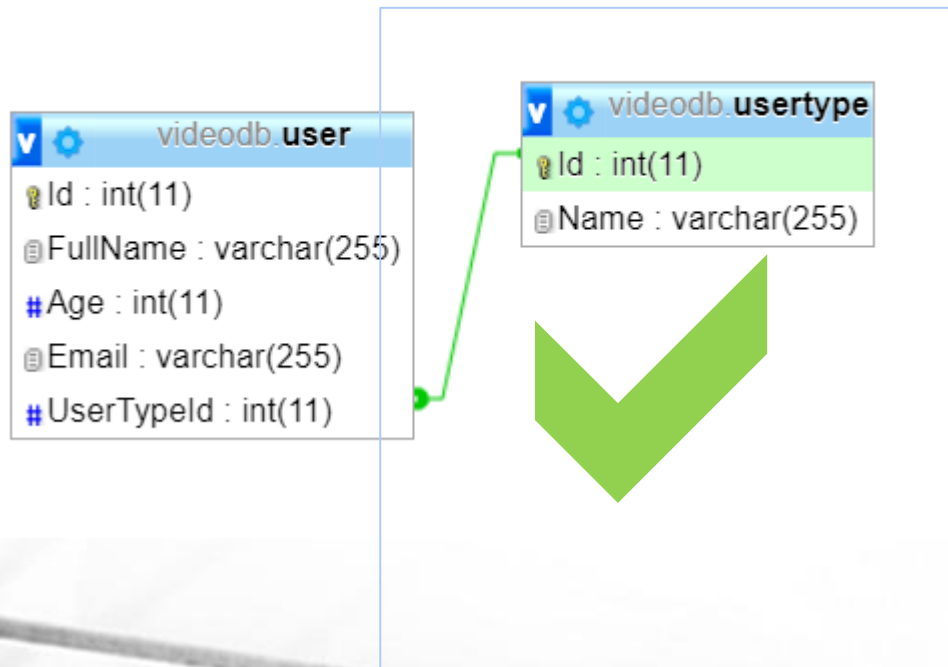 v videodb.user
Id : int(11)
FullName : varchar(255)
# Age : int(11)
Email : varchar(255)
# UserTypeId : int(11)
v videodb.usertype
Id : int(11)
Name : varchar(255)